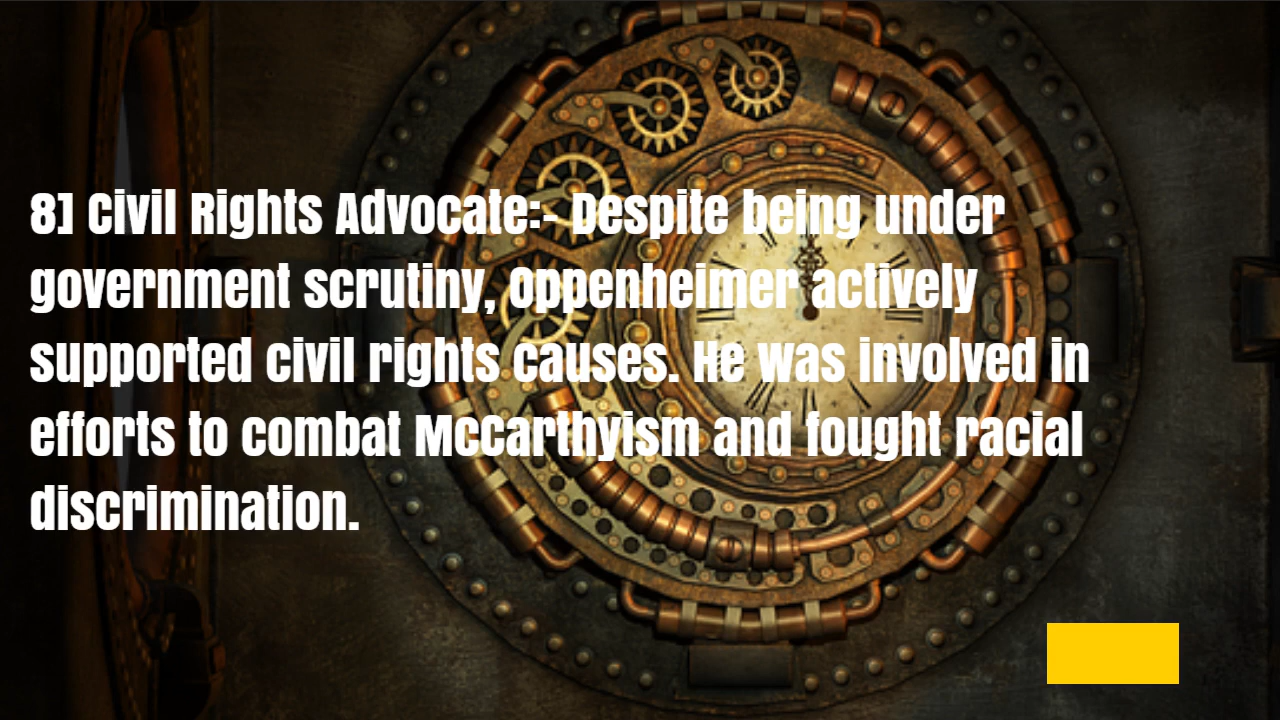 8] Civil Rights Advocate:- Despite being under
government scrutiny, Oppenheimer actively
supported civil rights causes. He was involved in
efforts to combat McCarthyism and fought racial
discrimination.